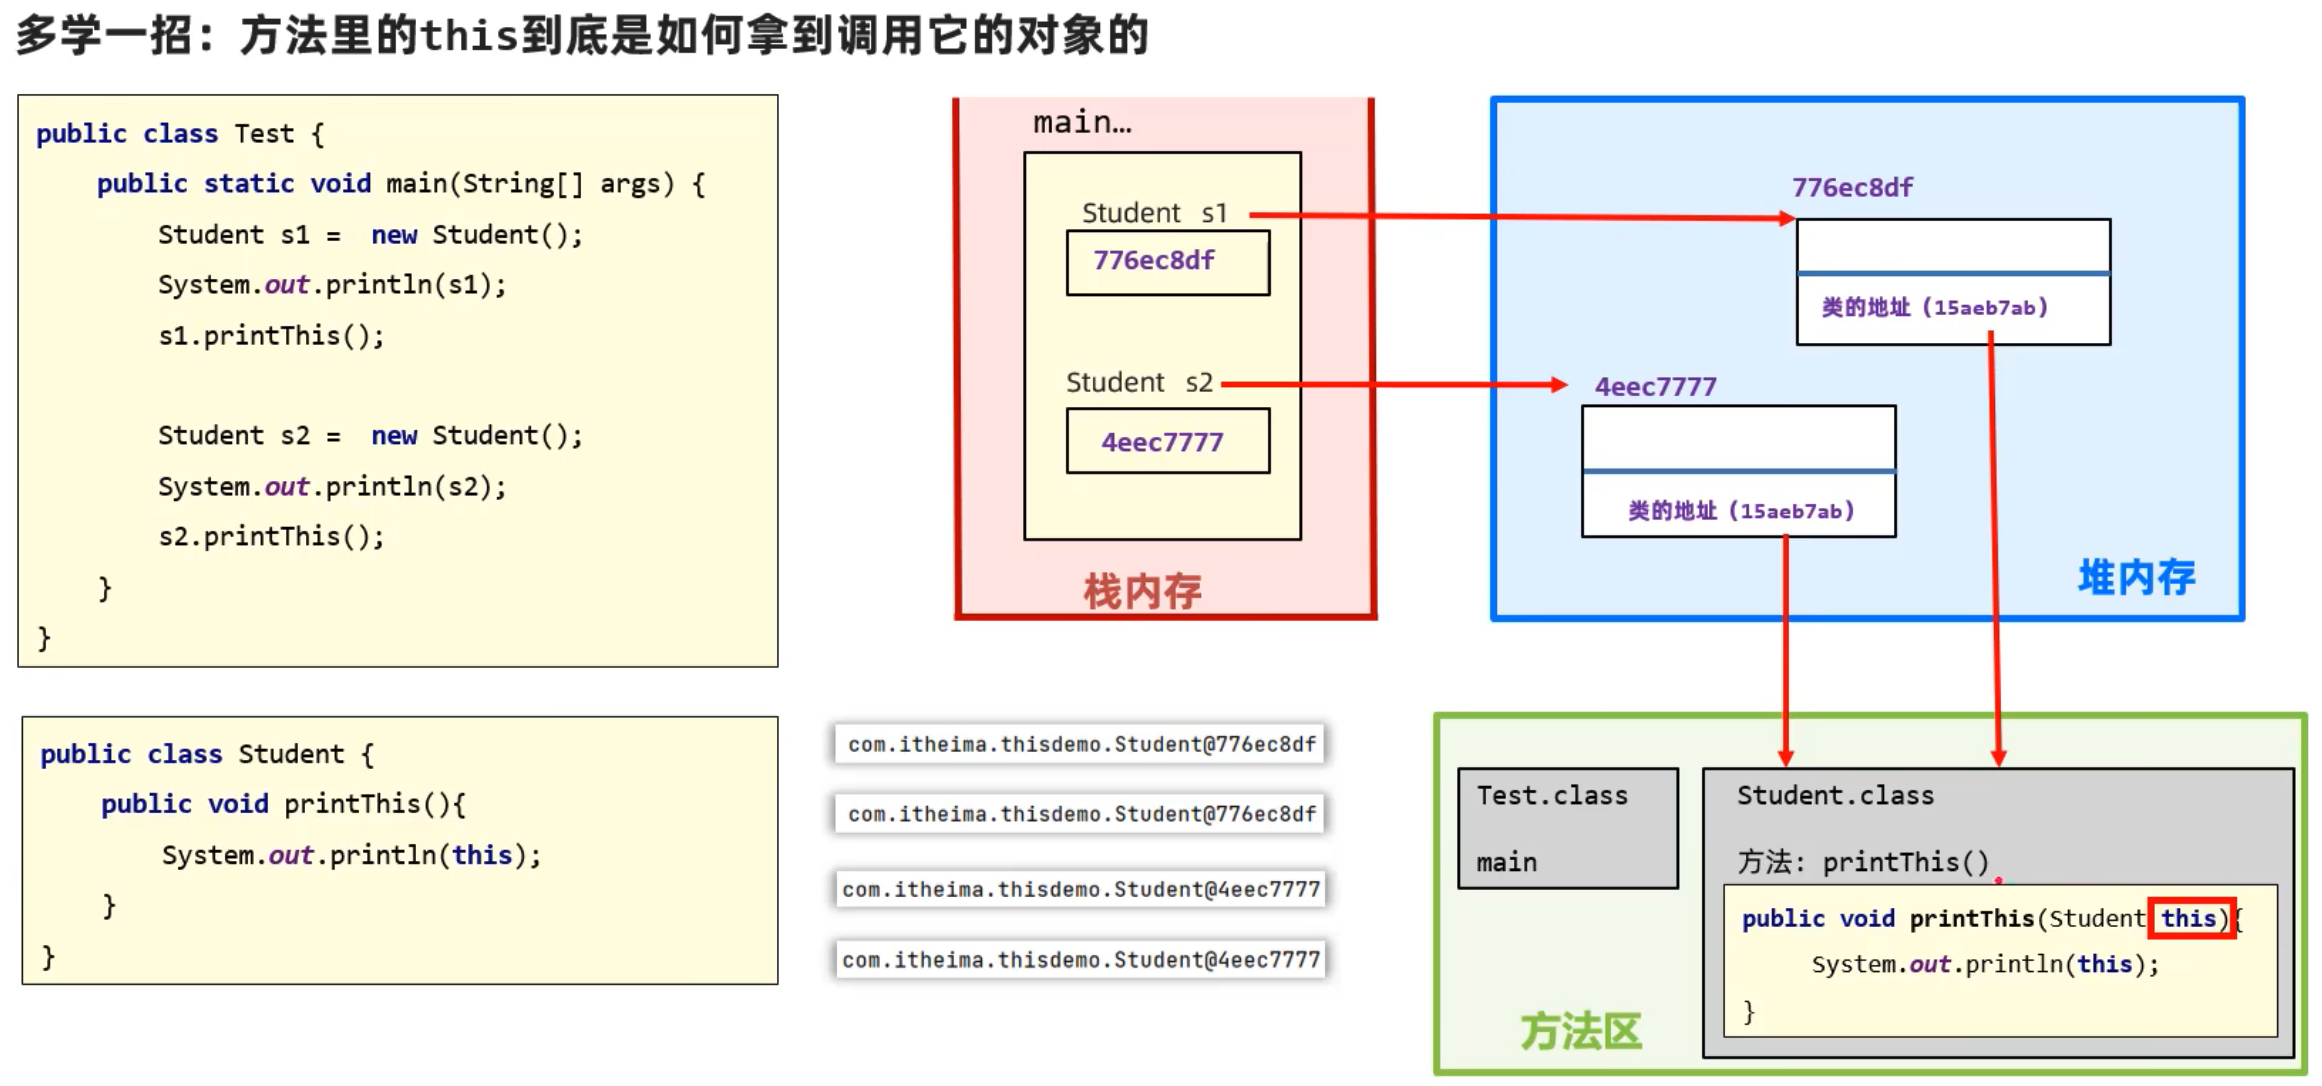 多学一招：方法里的this到底是如何拿到调用它的对象的
public class Test {
public static void main(String[] args) {
Student s1 = new Student();
System.out.println(s1);
s1.printThis();
Student s2 = new Student();
System.out.println(s2);
s2.printThis();
}
}
public class Student {
public void printThis(){
System.out.println(this);
}
}
main…
Student s1
776ec8df
Student s2
4eec7777
栈内存
776ec8df
类的地址（15aeb7ab）
4eec7777
类的地址（15aeb7ab）
堆内存
com.itheima.thisdemo.Student@776ec8df
com.itheima.thisdemo.Student@776ec8df
com.itheima.thisdemo.Student@4eec7777
com.itheima.thisdemo.Student@4eec7777
Test.class
main
Student.class
方法：printThis()
public void printThis(Student this){
System.out.println(this);
}
方法区